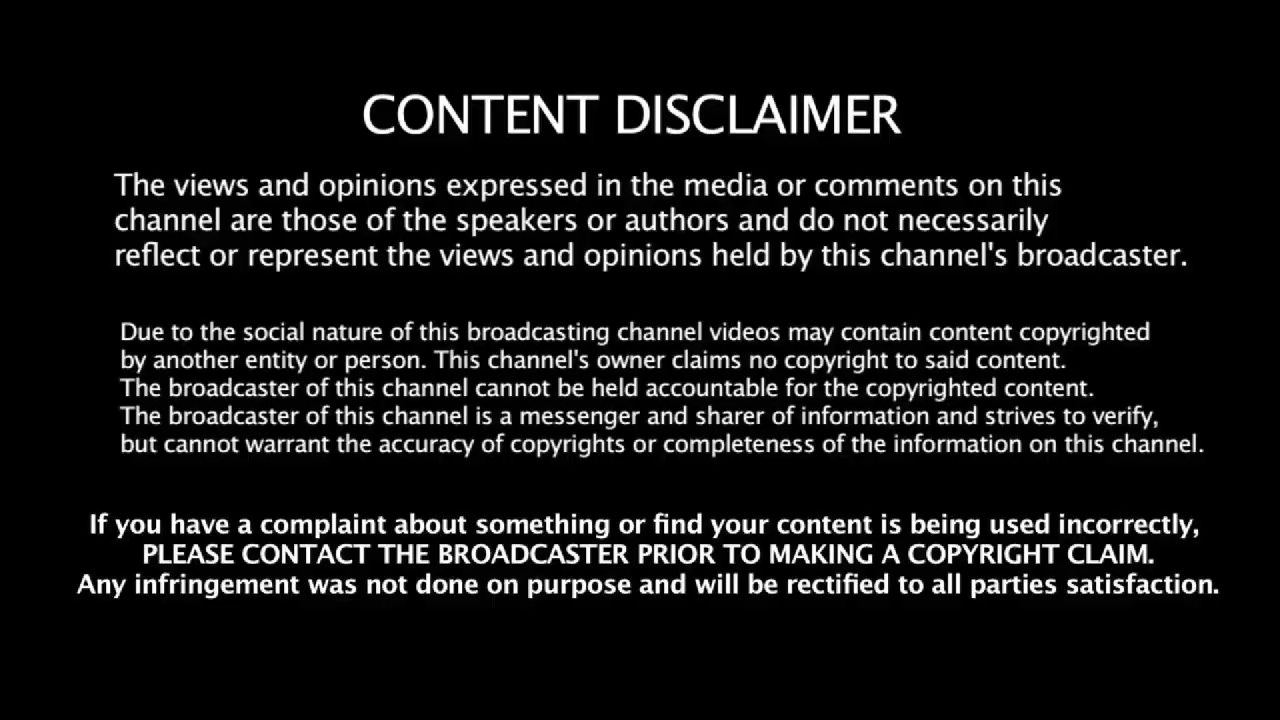 CONTENT DISCLAIMER
The views and opinions expressed in the media or comments on this
channel are those of the speakers or authors and do not necessarily
reflect or represent the views and opinions held by this channel's broadcaster.
Due to the social nature of this broadcasting channel videos may contain content copyrighted
by another entity or person. This channel's owner claims no copyright to said content.
The broadcaster of this channel cannot be held accountable for the copyrighted content.
The broadcaster of this channel is a messenger and sharer of information and strives to verify,
but cannot warrant the accuracy of copyrights or completeness of the information on this channel.
If you have a complaint about something or find your content is being used incorrectly,
PLEASE CONTACT THE BROADCASTER PRIOR TO MAKING A COPYRIGHT CLAIM.
Any infringement was not done on purpose and will be rectified to all parties satisfaction.